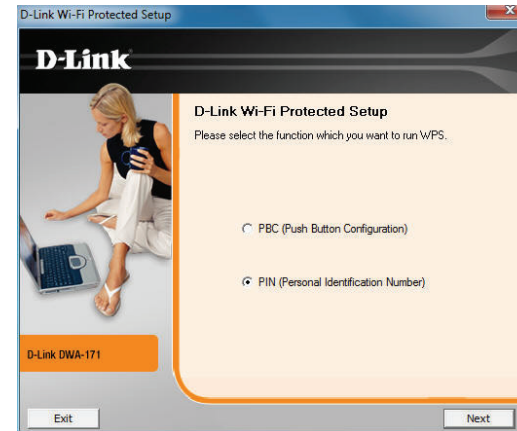 D-Link Wi-Fi Protected Setup
D-Link
D-Link Wi-Fi Protected Setup
Please select the function which you want to run WPS.
PBC (Push Button Configuration)
PIN (Personal Identification Number)
D-Link DWA-171
Exit
Next